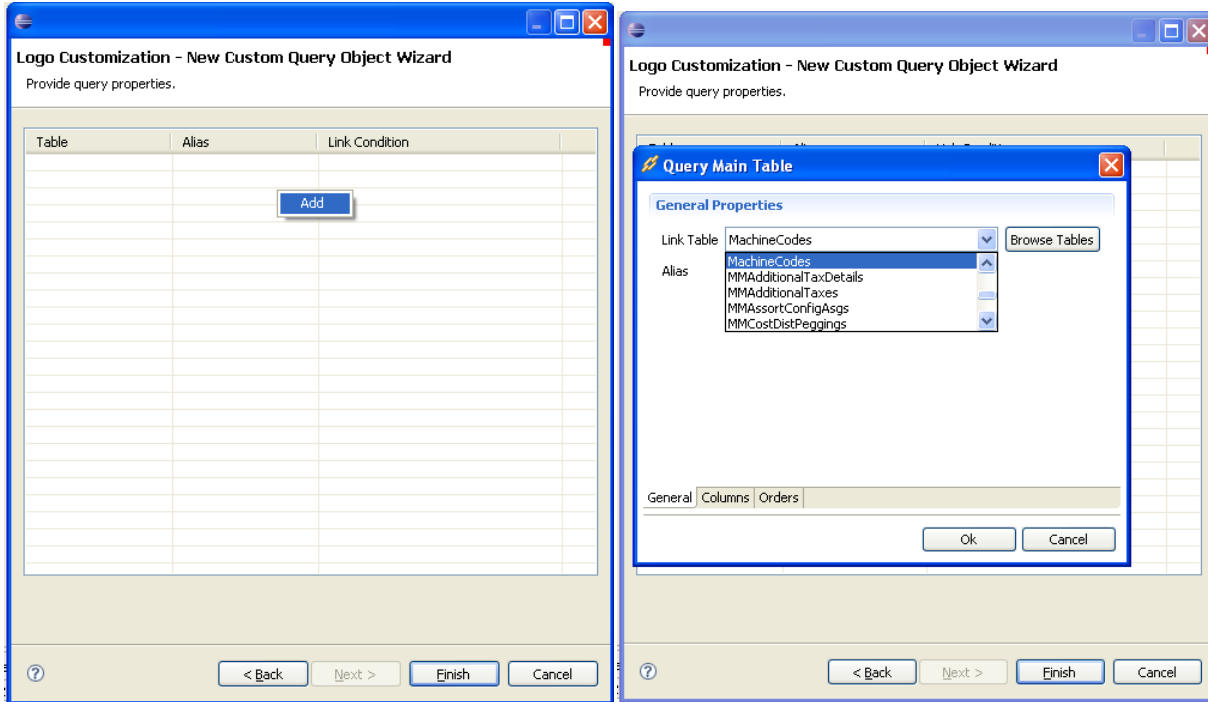 Logo Customization - New Custom Query Object Wizard
Provide query properties.
Table Alias Link Condition
Add
< Back Next > Finish Cancel
Logo Customization - New Custom Query Object Wizard
Provide query properties.
Query Main Table
General Properties
Link Table MachineCodes Browse Tables
MachineCodes
Alias
MMAdditionalTaxDetails
MMAdditionalTaxes
MMAssortConfigAsgs
MMCostDistPeggings
General Columns Orders
Ok Cancel
< Back Next > Finish Cancel